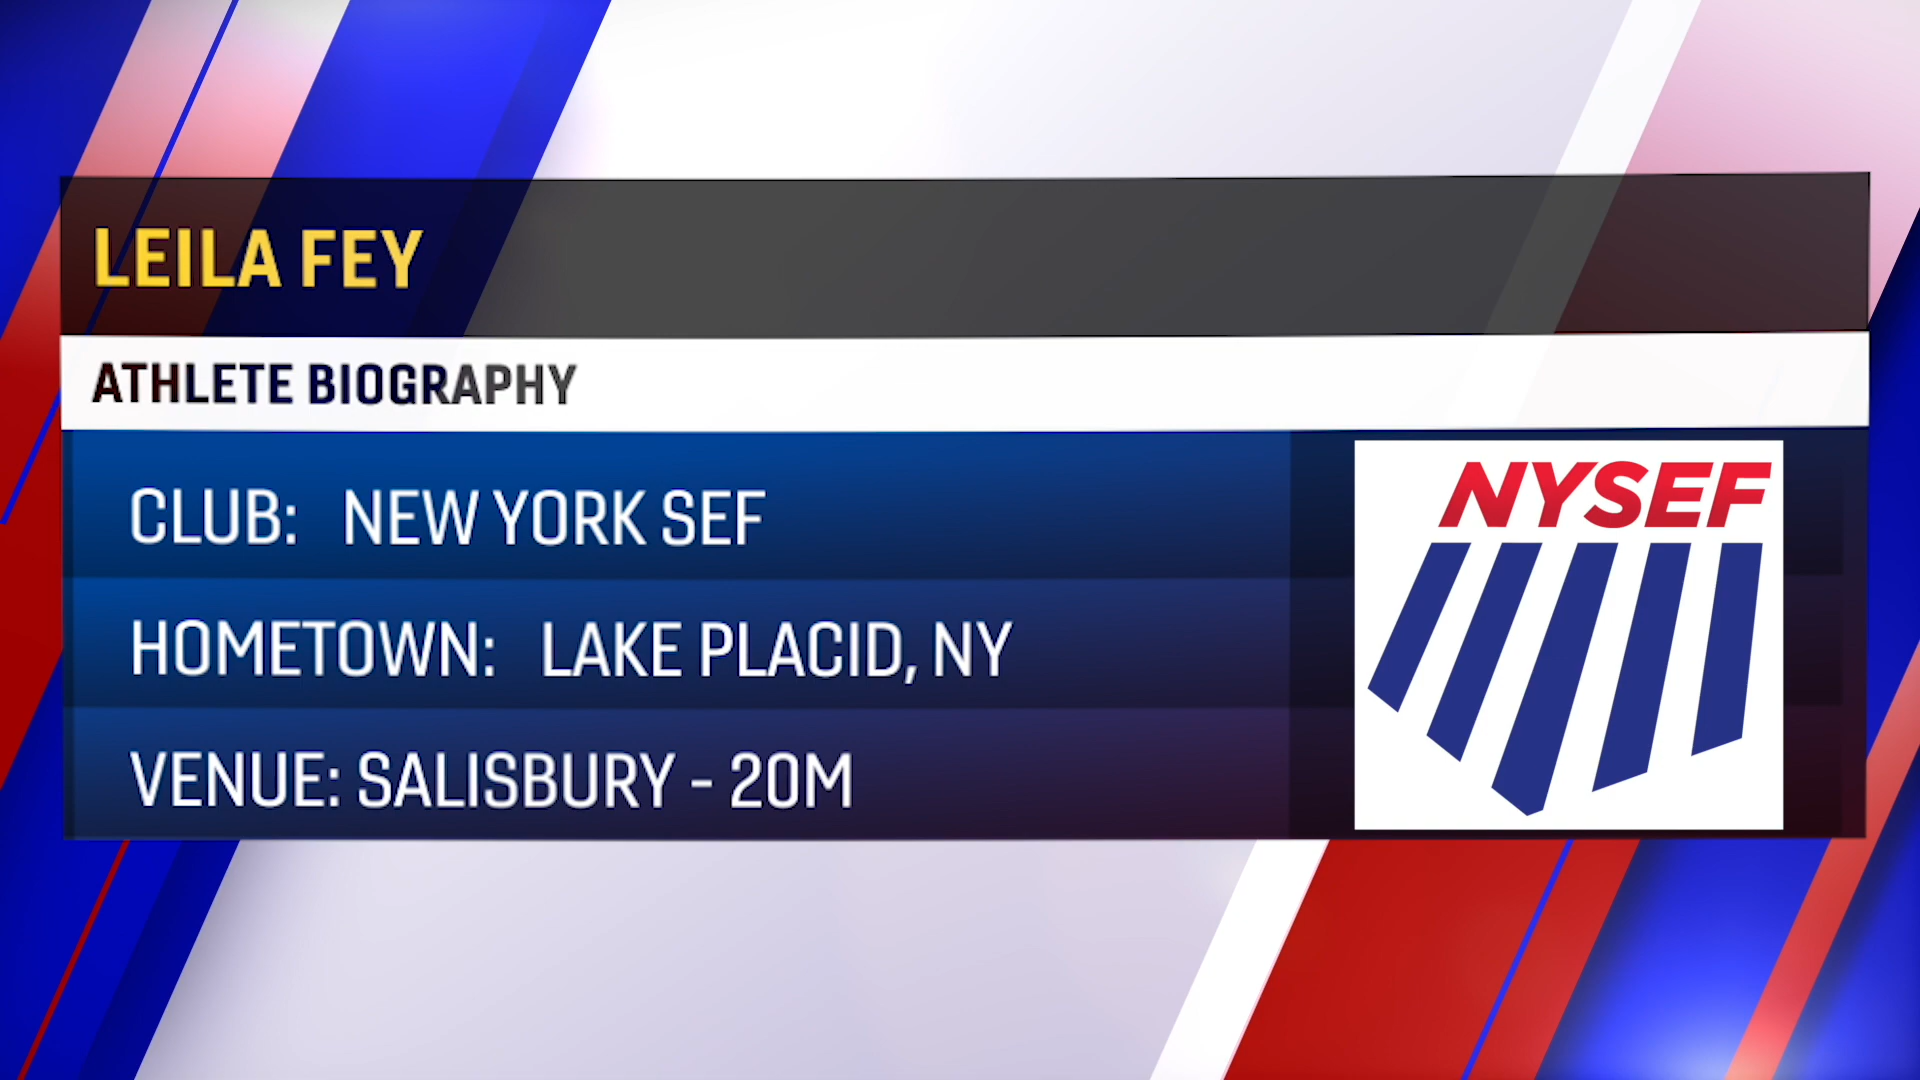 LEILA FEY
ATHLETE BIOGRAPHY
CLUB: NEW YORK SEF
HOMETOWN: LAKE PLACID, NY
VENUE: SALISBURY - 20M
NYSEF